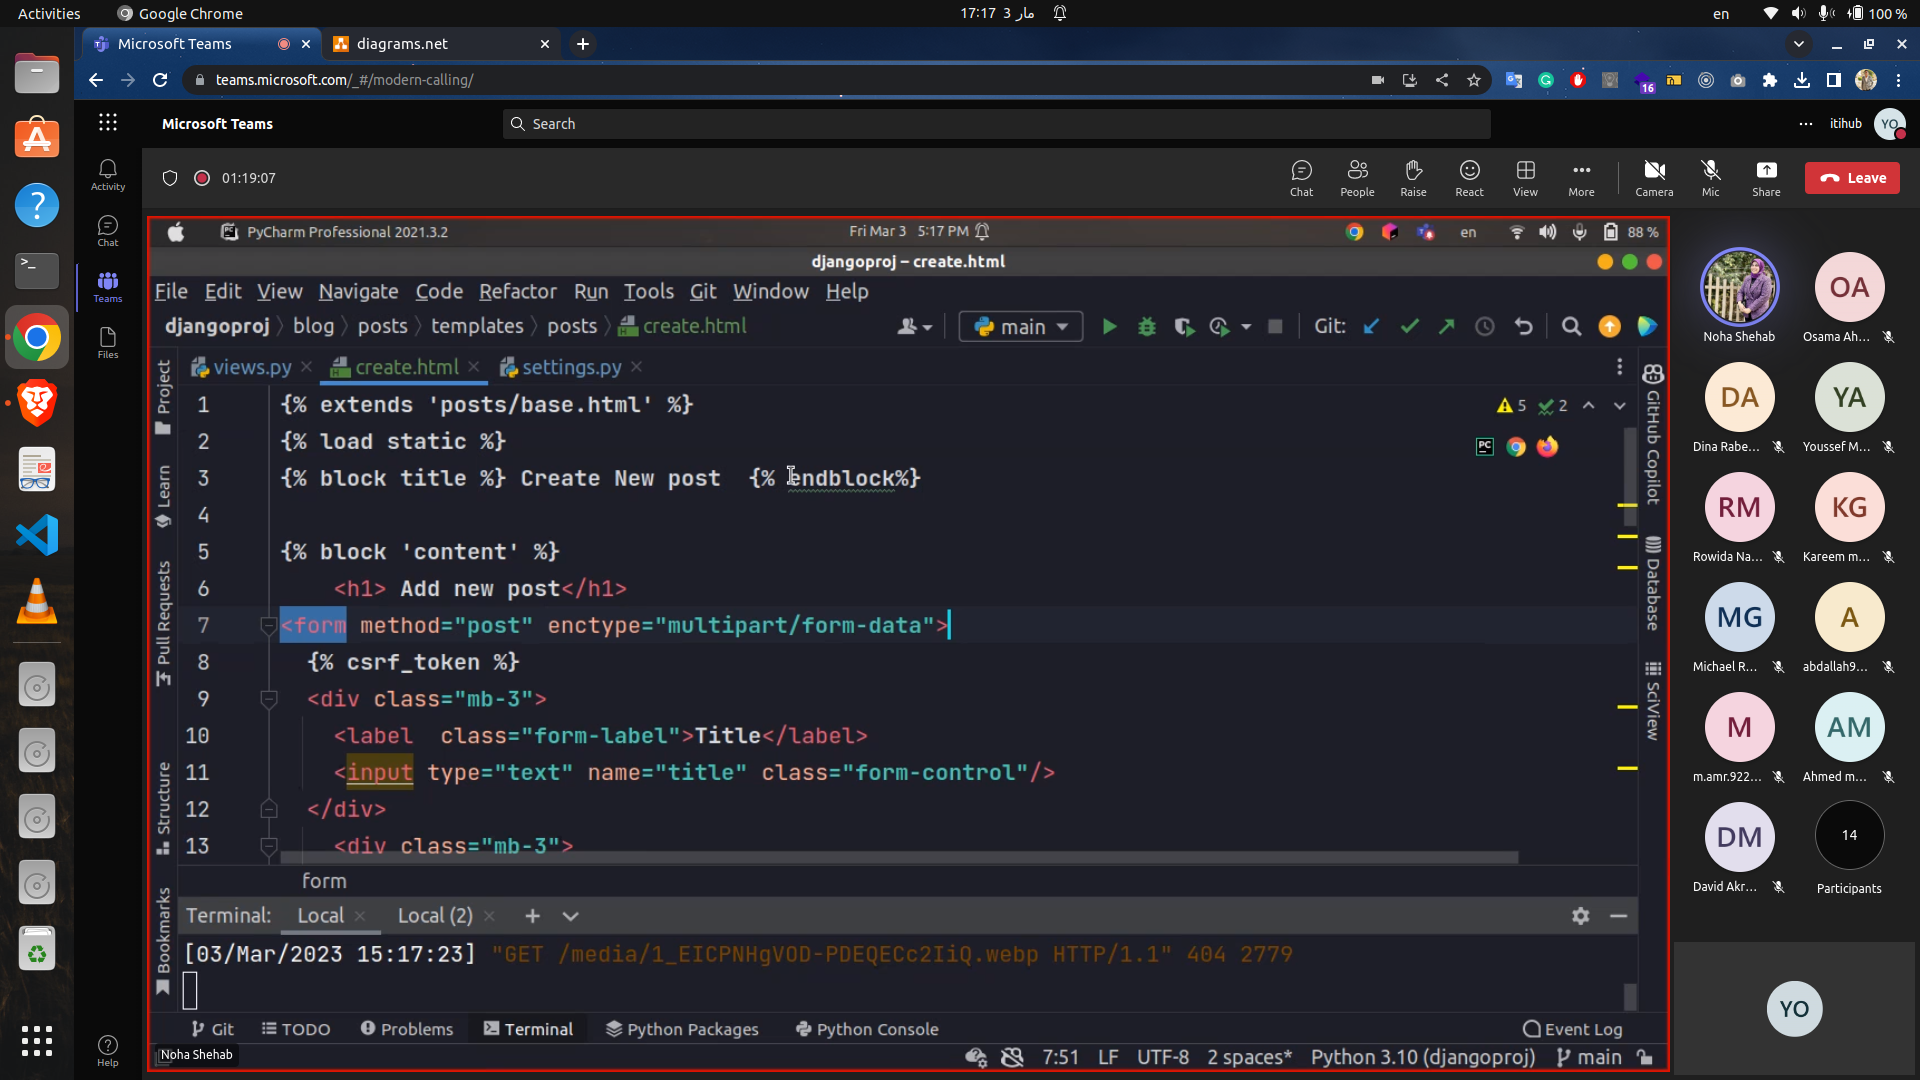 Activities
Google Chrome
17:17 3 مار
en
100 %
Microsoft Teams
diagrams.net
teams.microsoft.com/_#/modern-calling/
16
Microsoft Teams
Search
itihub
YO
Activity
Chat
Teams
Files
Help
01:19:07
Chat
People
Raise
React
View
More
Camera
Mic
Share
Leave
PyCharm Professional 2021.3.2
Fri Mar 3 5:17 PM
en
88 %
djangoproj – create.html
File Edit View Navigate Code Refactor Run Tools Git Window Help
djangoproj blog posts templates posts create.html
main
Git:
views.py
create.html
settings.py
5 2
PC
Project
Learn
Pull Requests
Structure
Bookmarks
GitHub Copilot
Database
SciView
1 {% extends 'posts/base.html' %}
2 {% load static %}
3 {% block title %} Create New post {% endblock%}
4
5 {% block 'content' %}
6 <h1> Add new post</h1>
7 <form method="post" enctype="multipart/form-data">
8 {% csrf_token %}
9 <div class="mb-3">
10 <label class="form-label">Title</label>
11 <input type="text" name="title" class="form-control"/>
12 </div>
13 <div class="mb-3">
form
Terminal: Local Local (2)
[03/Mar/2023 15:17:23] "GET /media/1_EICPNHgVOD-PDEQECc2IiQ.webp HTTP/1.1" 404 2779
Git TODO Problems Terminal Python Packages Python Console Event Log
Noha Shehab
7:51 LF UTF-8 2 spaces* Python 3.10 (djangoproj) main
Noha Shehab
OA
Osama Ah...
DA
Dina Rabe...
YA
Youssef M...
RM
Rowida Na...
KG
Kareem m...
MG
Michael R...
A
abdallah9...
M
m.amr.922...
AM
Ahmed m...
DM
David Akr...
14
Participants
YO